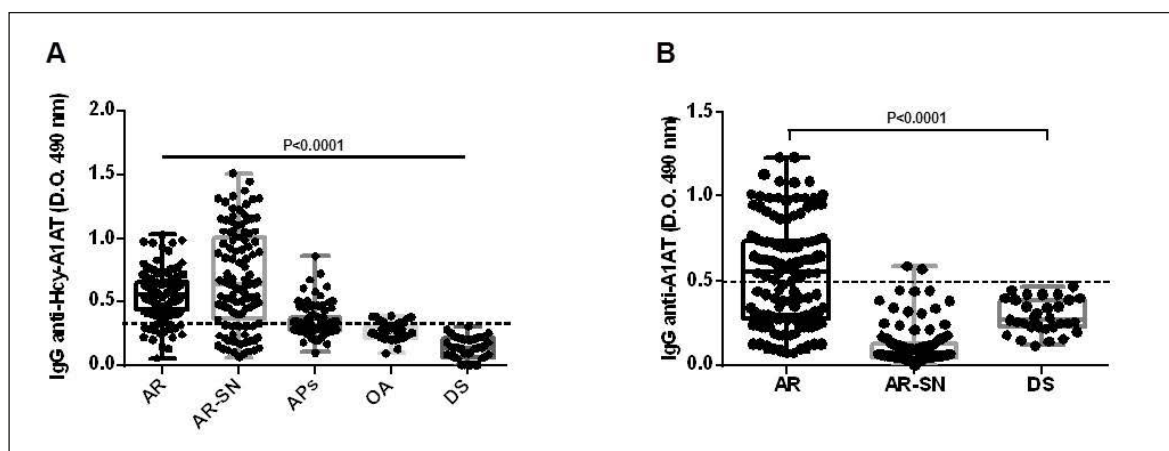 A
IgG anti-Hcy-A1AT (D.O. 490 nm)
2.0
1.5
1.0
0.5
0.0
P<0.0001
AR
AR-SN
APs
OA
DS
B
IgG anti-A1AT (D.O. 490 nm)
1.5
1.0
0.5
0.0
P<0.0001
AR
AR-SN
DS